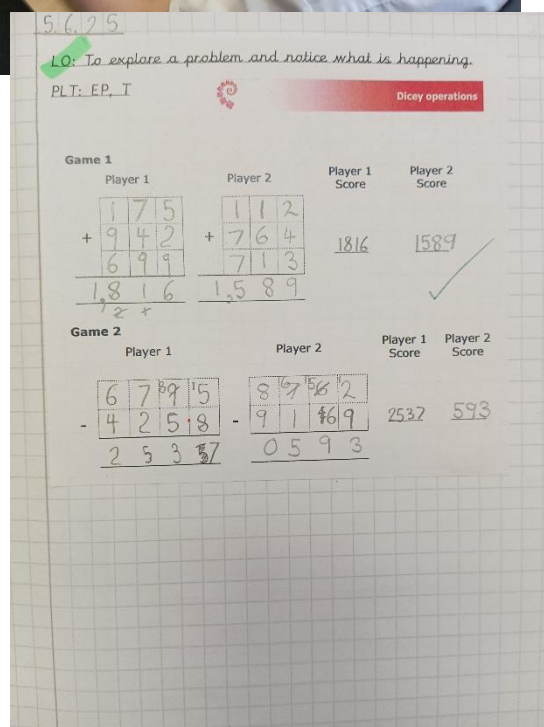 5.6.25
LO: To explore a problem and notice what is happening.
PLT: EP, T
Dicey operations
Game 1
Player 1 Player 2 Player 1 Score Player 2 Score
1 7 5 1 1 2
+ 9 4 2 + 7 6 4 1816 1589
6 9 9 7 1 3
1,8 1 6 1,5 8 9
Game 2
Player 1 Player 2 Player 1 Score Player 2 Score
6 7 9 5 8 7 2
- 4 2 5 8 - 9 1 6 9 2537 593
2 5 3 7 0 5 9 3